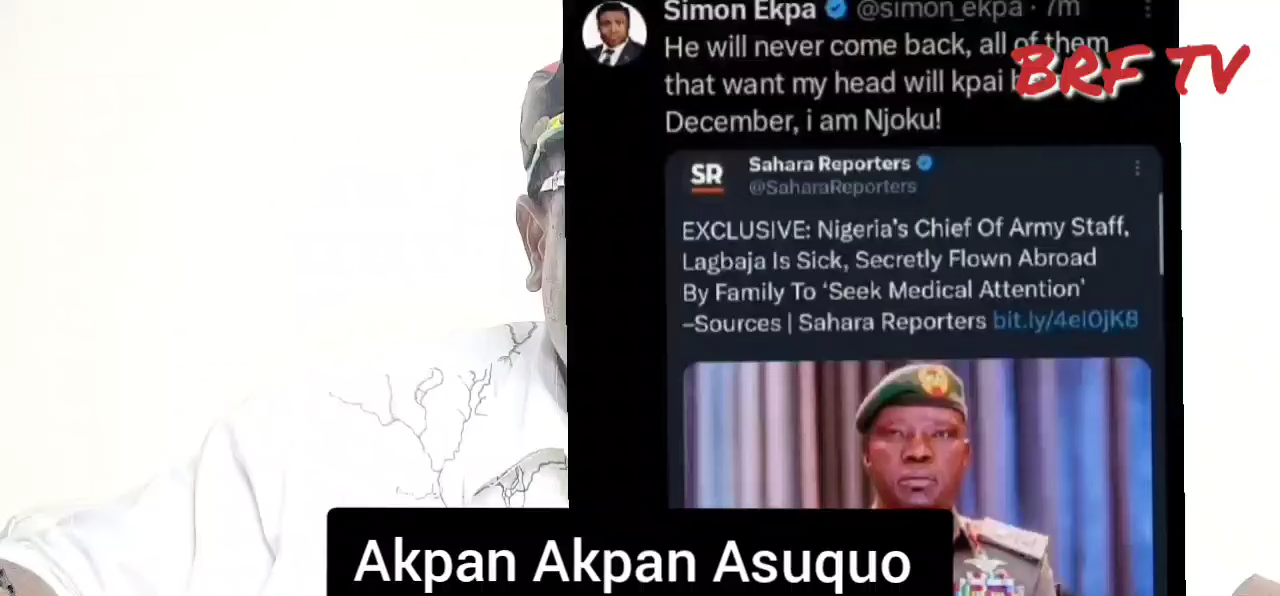 Simon Ekpa @simon_ekpa · 7m
He will never come back, all of them
that want my head will kpai
December, i am Njoku!
BRF TV
SR
Sahara Reporters
@SaharaReporters
EXCLUSIVE: Nigeria's Chief Of Army Staff,
Lagbaja Is Sick, Secretly Flown Abroad
By Family To 'Seek Medical Attention'
–Sources | Sahara Reporters bit.ly/4el0jK8
Akpan Akpan Asuquo